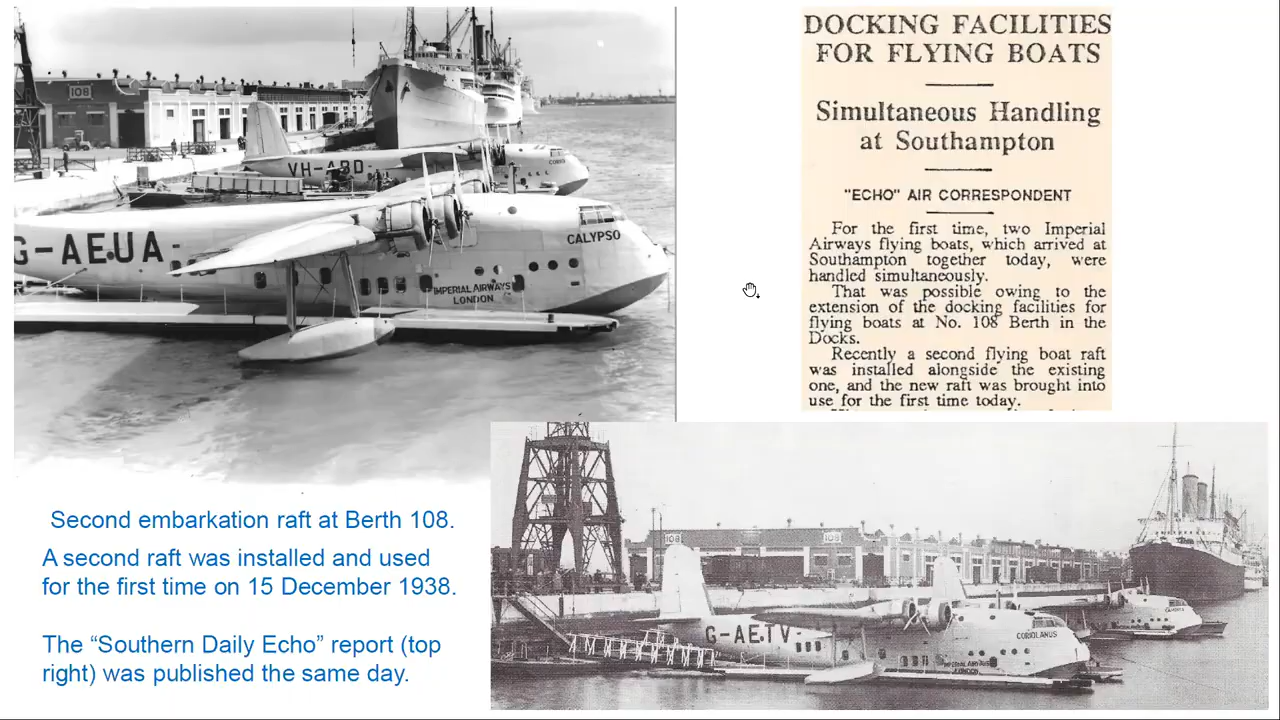 108
VH-ABD
G-AEUA
CALYPSO
IMPERIAL AIRWAYS
LONDON
DOCKING FACILITIES
FOR FLYING BOATS
Simultaneous Handling
at Southampton
"ECHO" AIR CORRESPONDENT
For the first time, two Imperial
Airways flying boats, which arrived at
Southampton together today, were
handled simultaneously.
That was possible owing to the
extension of the docking facilities for
flying boats at No. 108 Berth in the
Docks.
Recently a second flying boat raft
was installed alongside the existing
one, and the new raft was brought into
use for the first time today.
Second embarkation raft at Berth 108.
A second raft was installed and used
for the first time on 15 December 1938.
The “Southern Daily Echo” report (top
right) was published the same day.
108
108
G-AETV
CORIOLANUS
IMPERIAL AIRWAYS
LONDON